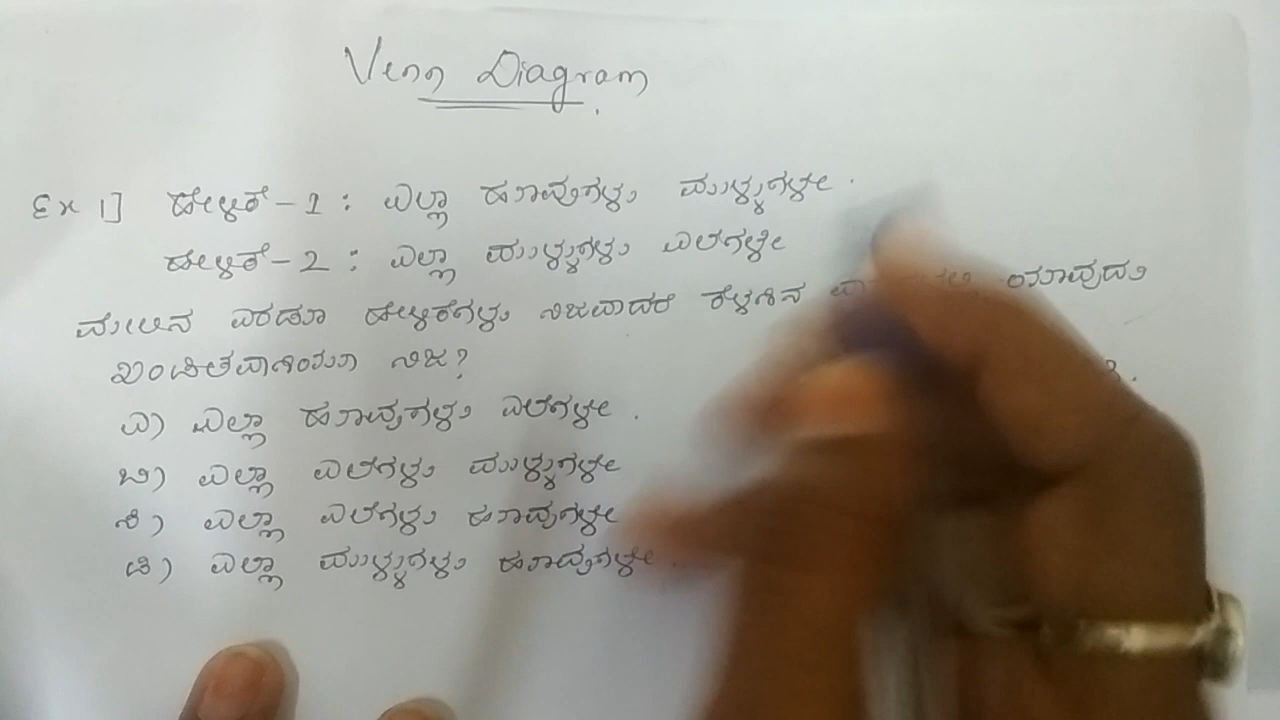 Venn Diagram
Ex 1] ಹೇಳಿಕೆ-1 : ಎಲ್ಲಾ ಹೂವುಗಳು ಮುಳ್ಳುಗಳೇ.
ಹೇಳಿಕೆ-2 : ಎಲ್ಲಾ ಮುಳ್ಳುಗಳು ಎಲೆಗಳೇ
ಮೇಲಿನ ಎರಡೂ ಹೇಳಿಕೆಗಳು ನಿಜವಾದರೆ ಕೆಳಗಿನ ಯಾವುದು
ಖಂಡಿತವಾಗಿಯೂ ನಿಜ?
ಎ) ಎಲ್ಲಾ ಹೂವುಗಳು ಎಲೆಗಳೇ.
ಬಿ) ಎಲ್ಲಾ ಎಲೆಗಳು ಮುಳ್ಳುಗಳೇ
ಸಿ) ಎಲ್ಲಾ ಎಲೆಗಳು ಹೂವುಗಳೇ
ಡಿ) ಎಲ್ಲಾ ಮುಳ್ಳುಗಳು ಹೂವುಗಳೇ.